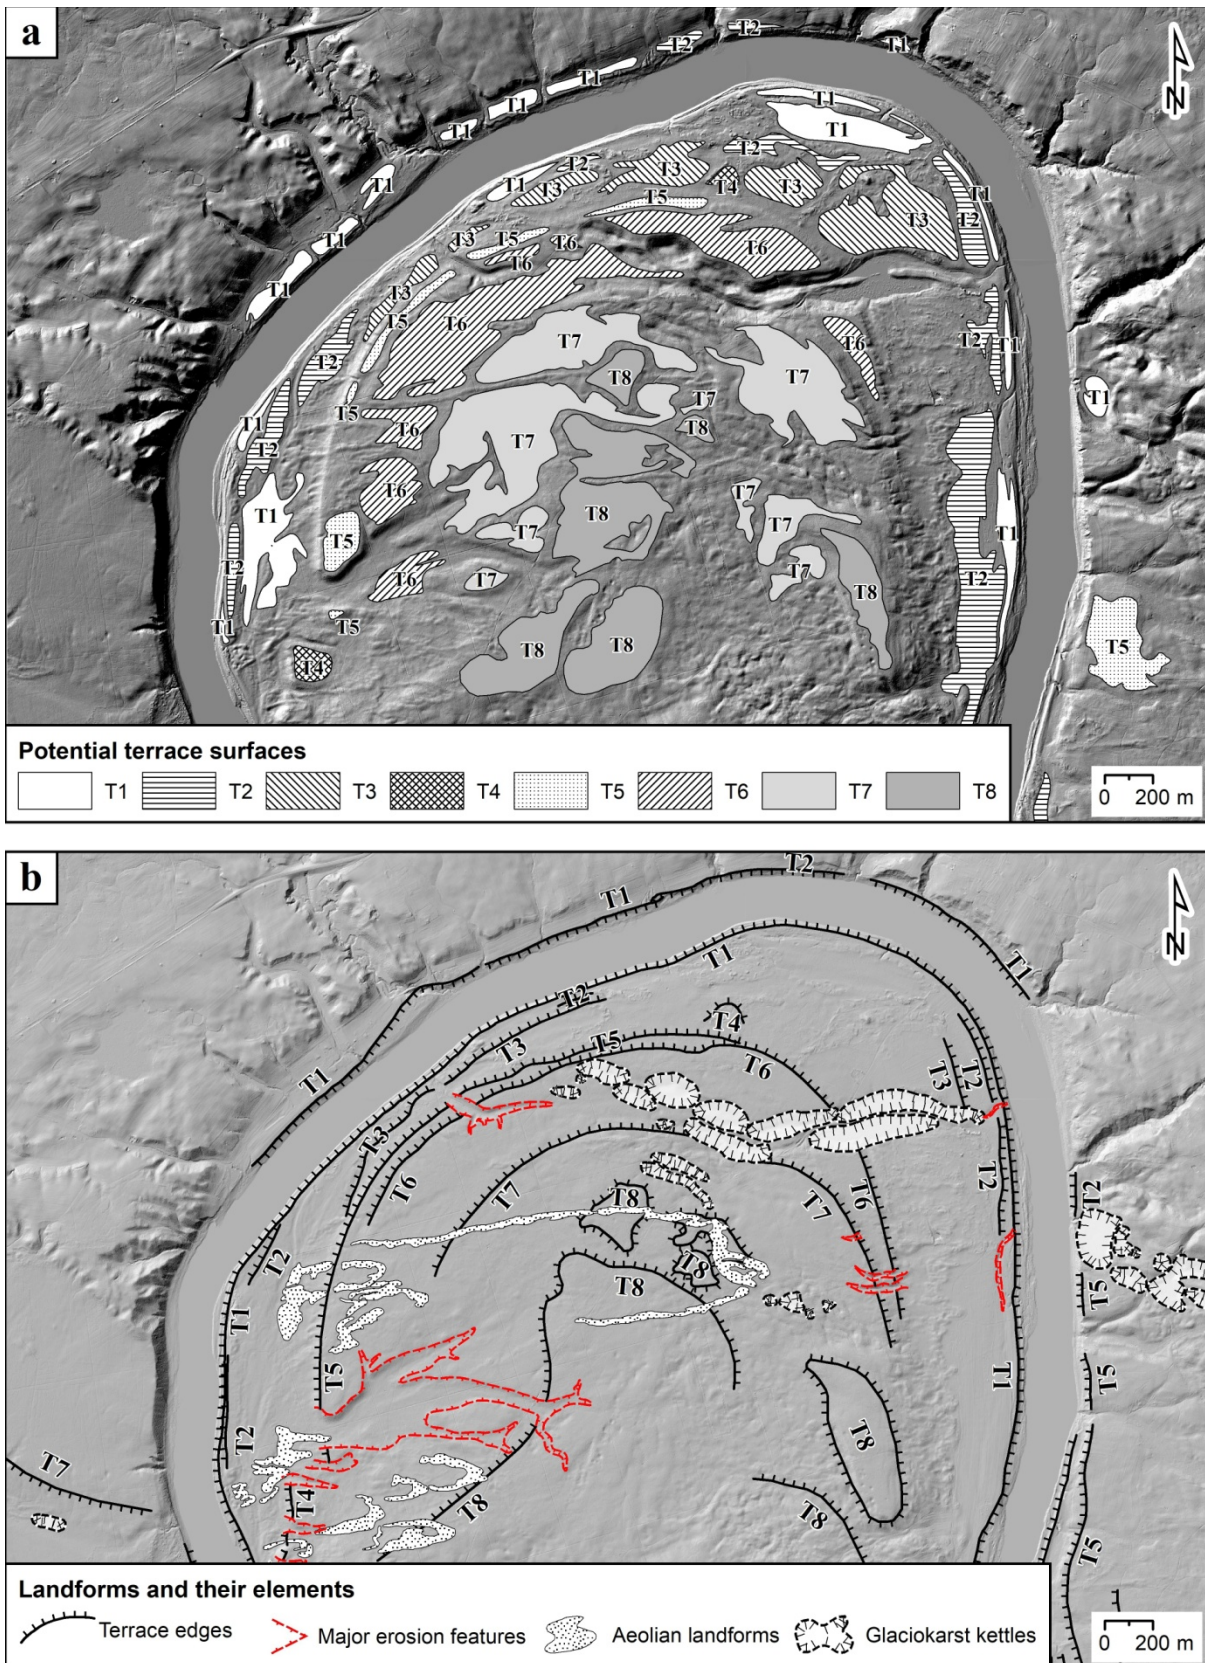 a
T2
T2
T1
T1
T1
T1
T1
T1
T1
N
T1
T1
T2
T2
T3
T4
T3
T1
T3
T1
T2
T5
T3
T3
T5
T6
T6
T6
T3
T5
T6
T2
T1
T7
T6
T2
T8
T7
T5
T7
T1
T1
T6
T7
T8
T2
T6
T8
T7
T1
T5
T7
T7
T1
T2
T6
T7
T7
T2
T8
T1
T5
T4
T8
T8
T5
Potential terrace surfaces
T1 T2 T3 T4 T5 T6 T7 T8
0 200 m
b
T2
T1
T1
N
T1
T2
T4
T3
T5
T6
T3
T2
T1
T3
T6
T7
T8
T7
T6
T2
T2
T2
T8
T8
T5
T1
T5
T1
T5
T2
T8
T7
T4
T8
T8
T5
Landforms and their elements
Terrace edges Major erosion features Aeolian landforms Glaciokarst kettles
0 200 m